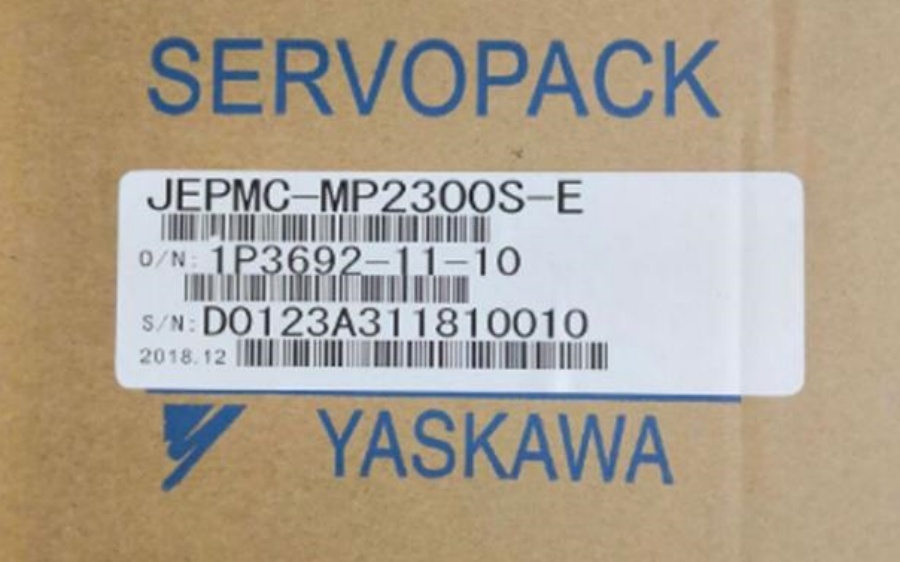 SERVOPACK
JEPMC-MP2300S-E
O/N: 1P3692-11-10
S/N: D0123A311810010
2018.12
YASKAWA